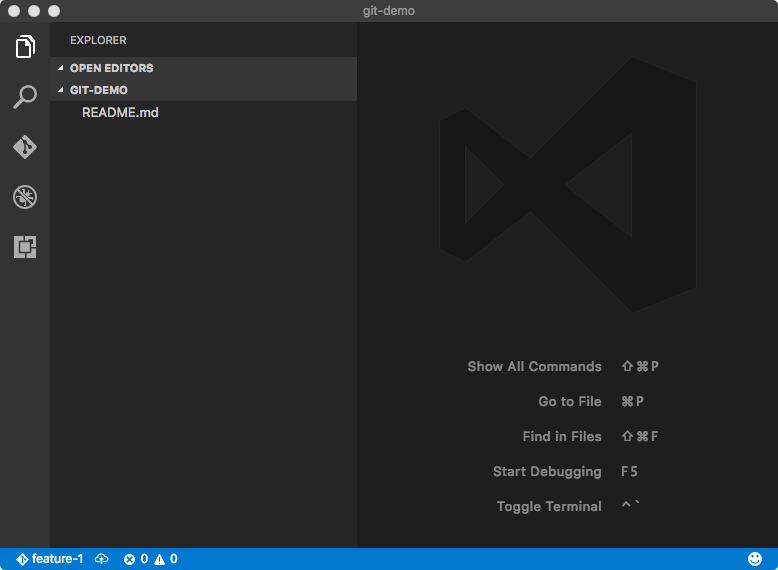 git-demo
EXPLORER
OPEN EDITORS
GIT-DEMO
README.md
Show All Commands ⇧⌘P
Go to File ⌘P
Find in Files ⇧⌘F
Start Debugging F5
Toggle Terminal ^`
feature-1 0 0